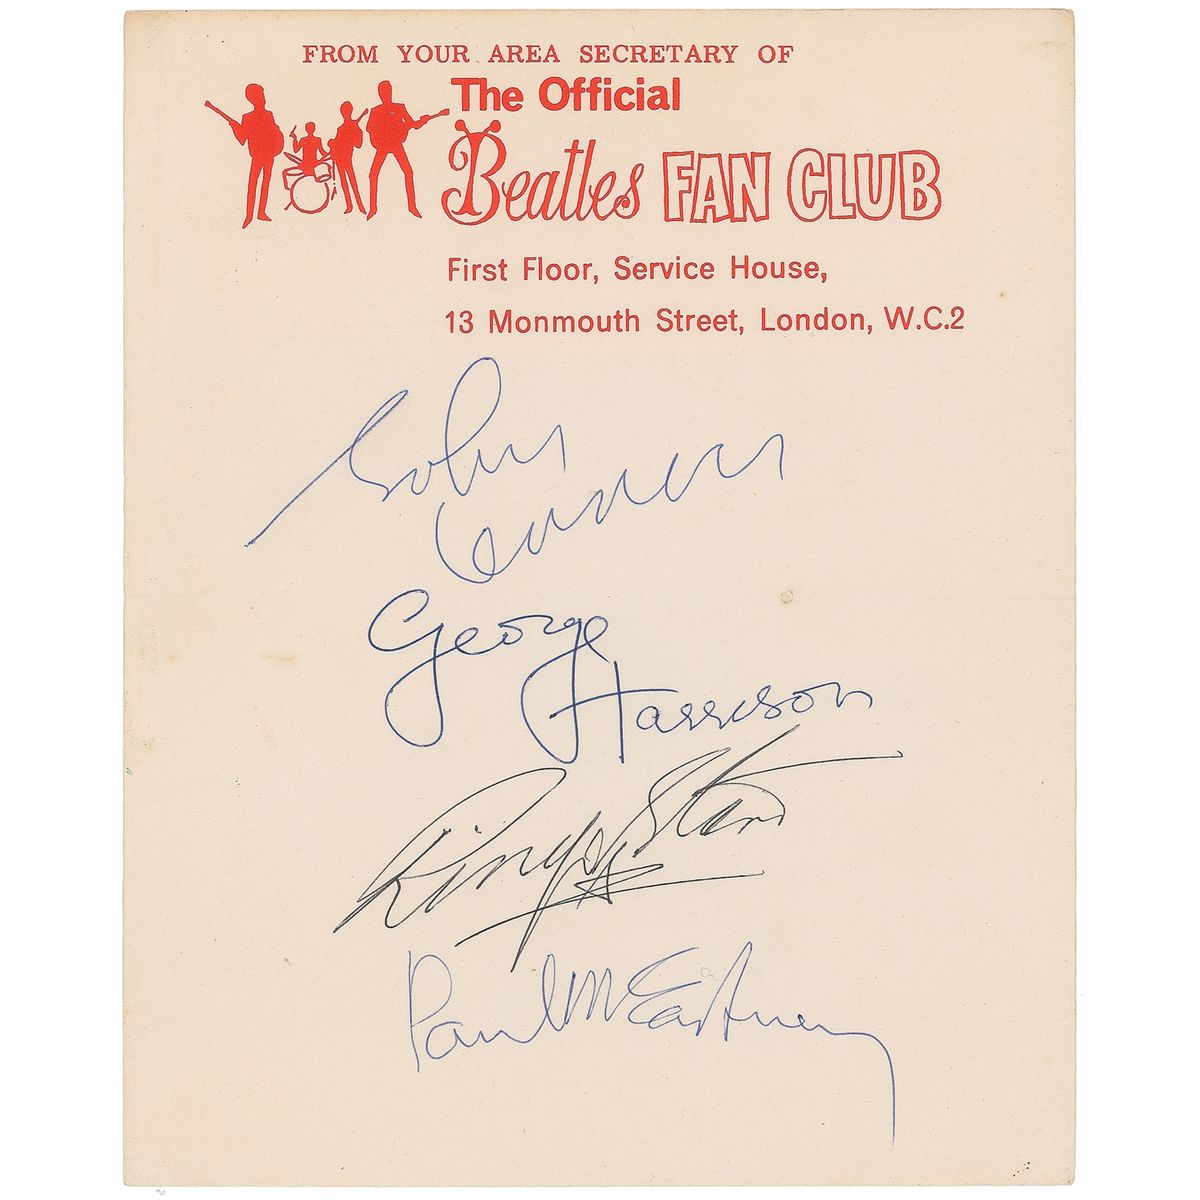 FROM YOUR AREA SECRETARY OF
The Official
Beatles FAN CLUB
First Floor, Service House,
13 Monmouth Street, London, W.C.2
John
Lennon
George
Harrison
Ringo Starr
Paul McCartney